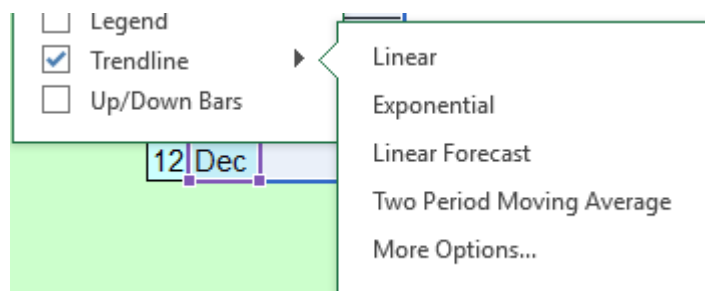 Legend
Trendline
Up/Down Bars
12 Dec
Linear
Exponential
Linear Forecast
Two Period Moving Average
More Options...